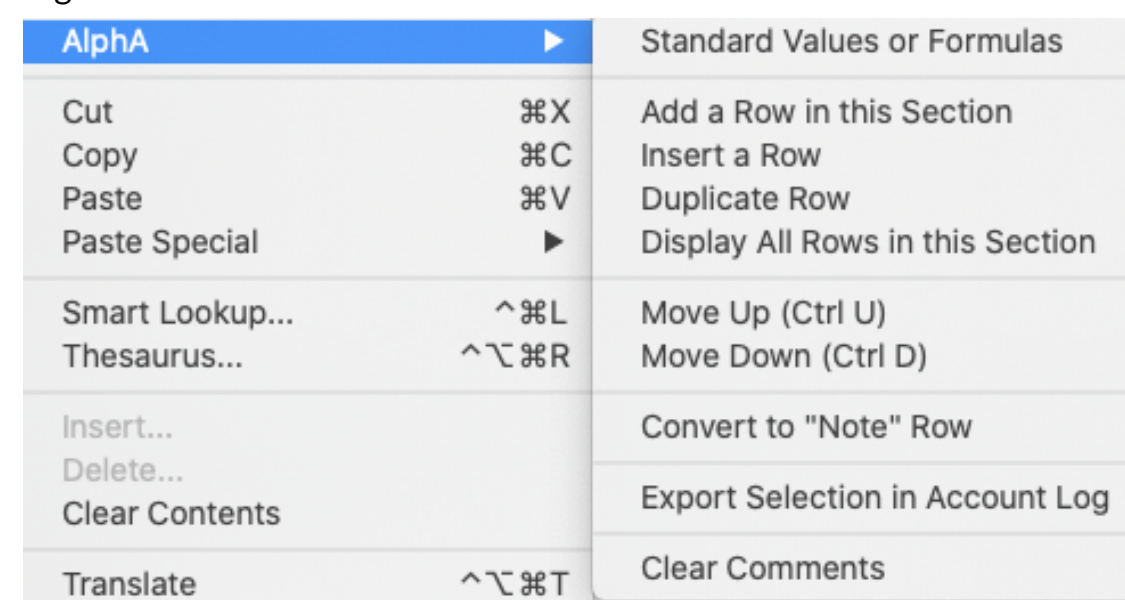 AlphA ▶
Cut ⌘X
Copy ⌘C
Paste ⌘V
Paste Special ▶
Smart Lookup... ^⌘L
Thesaurus... ^⌥⌘R
Insert...
Delete...
Clear Contents
Translate ^⌥⌘T
Standard Values or Formulas
Add a Row in this Section
Insert a Row
Duplicate Row
Display All Rows in this Section
Move Up (Ctrl U)
Move Down (Ctrl D)
Convert to "Note" Row
Export Selection in Account Log
Clear Comments